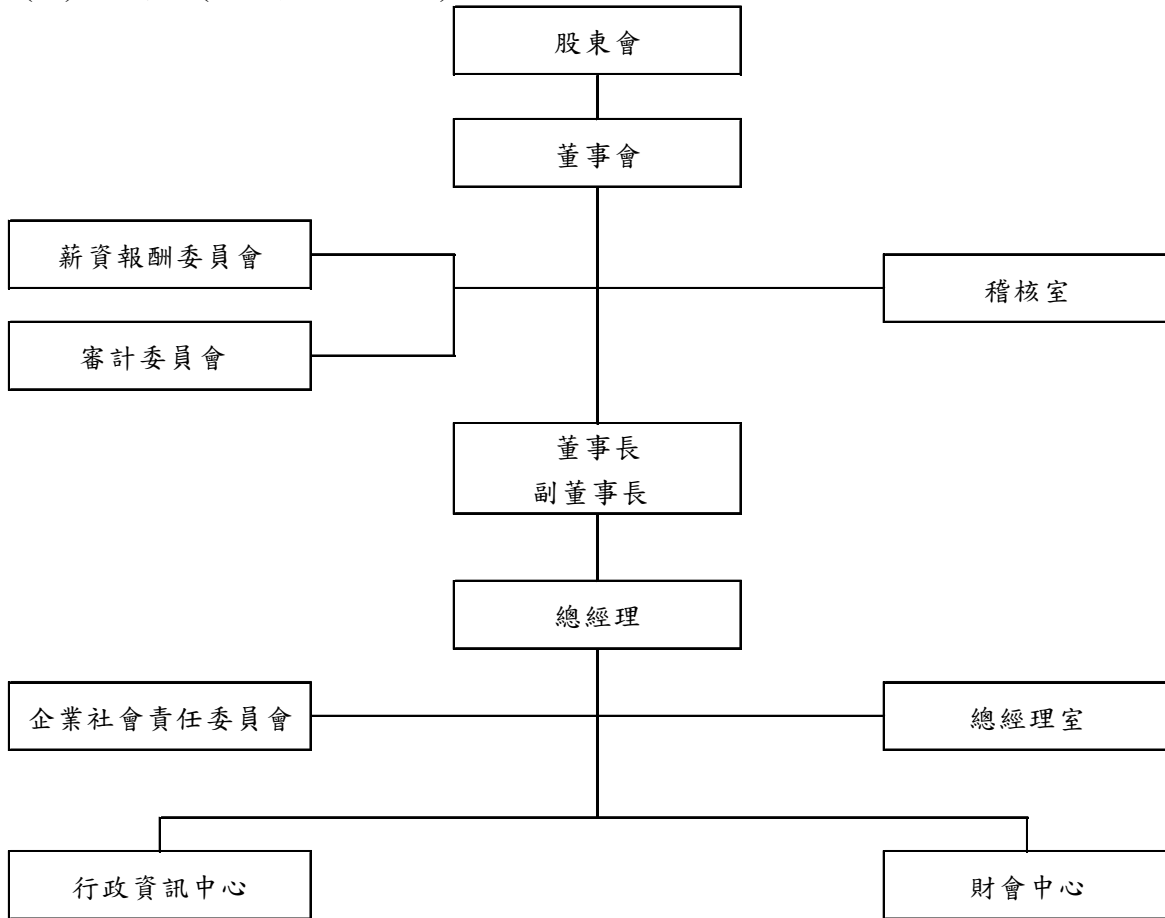 股東會
董事會
薪資報酬委員會
稽核室
審計委員會
董事長
副董事長
總經理
企業社會責任委員會
總經理室
行政資訊中心
財會中心